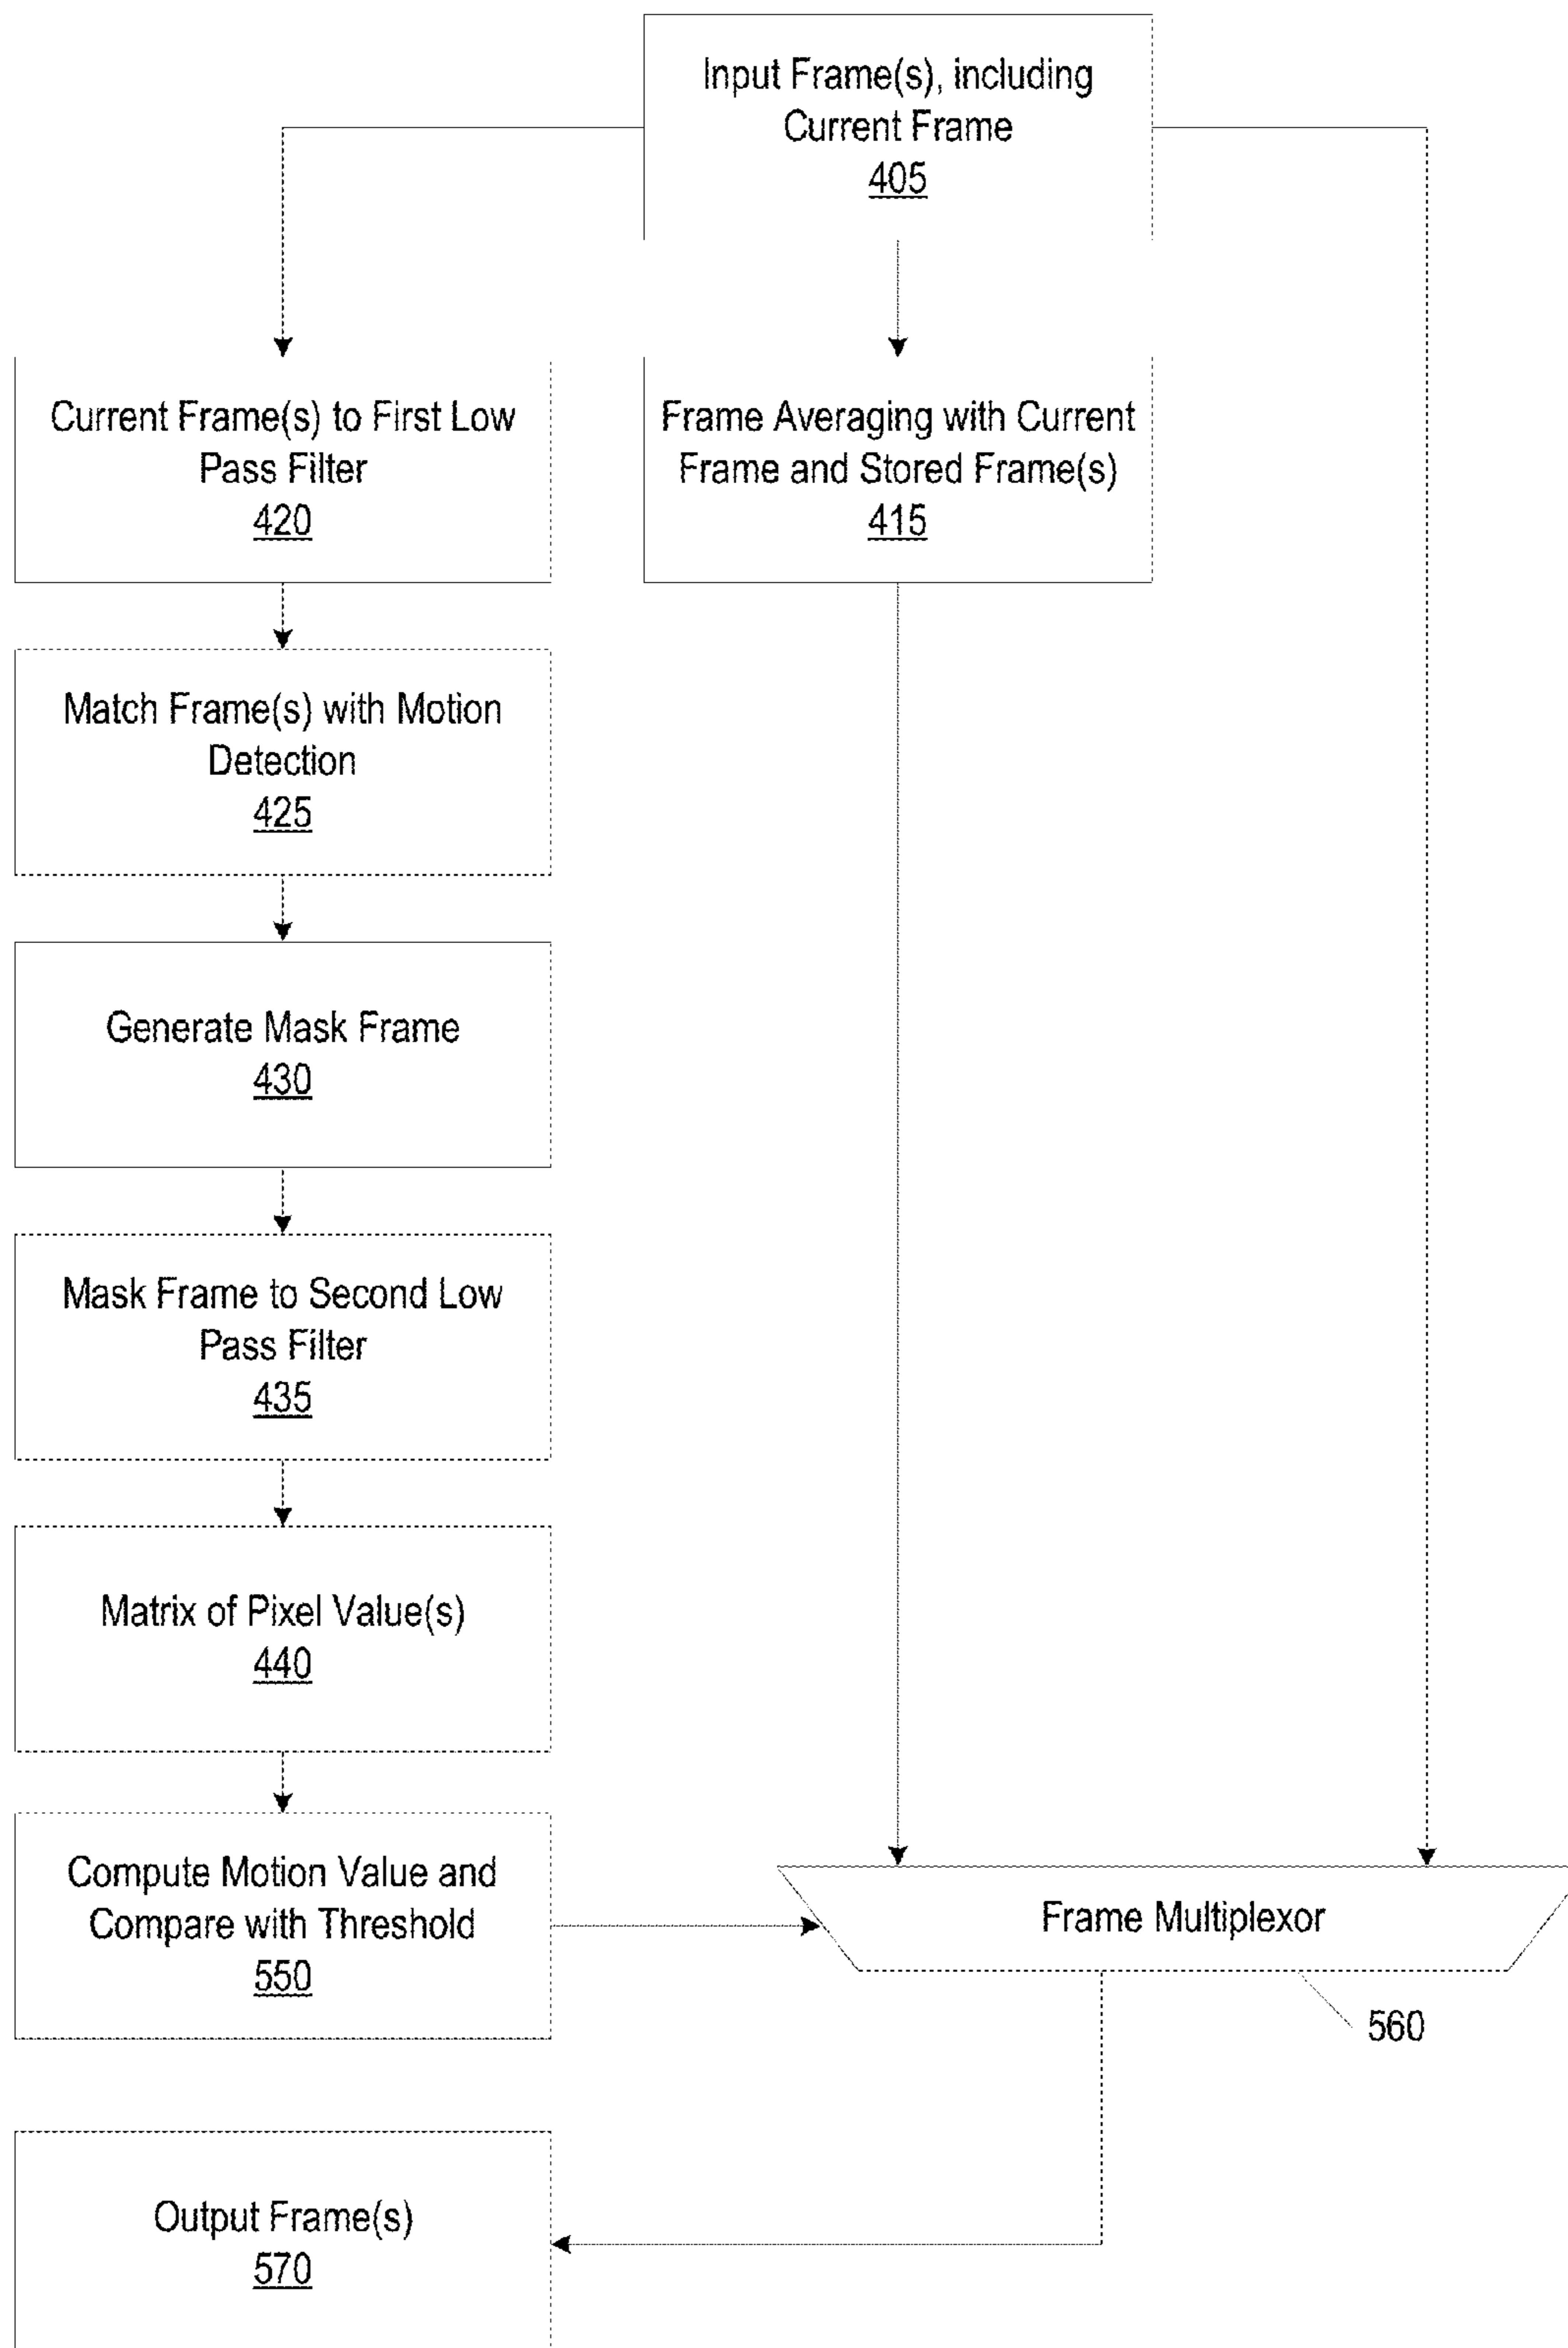 Input Frame(s), including
Current Frame
405
Current Frame(s) to First Low
Pass Filter
420
Frame Averaging with Current
Frame and Stored Frame(s)
415
Match Frame(s) with Motion
Detection
425
Generate Mask Frame
430
Mask Frame to Second Low
Pass Filter
435
Matrix of Pixel Value(s)
440
Compute Motion Value and
Compare with Threshold
550
Frame Multiplexor
560
Output Frame(s)
570